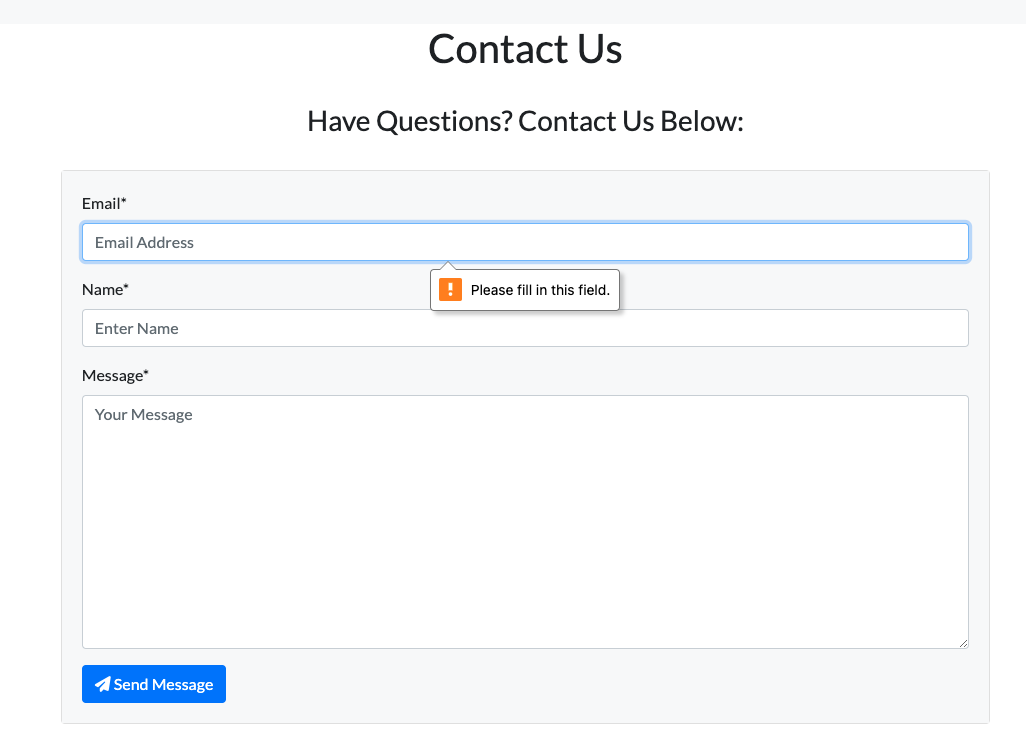 Contact Us
Have Questions? Contact Us Below:
Email*
Email Address
Please fill in this field.
Name*
Enter Name
Message*
Your Message
Send Message